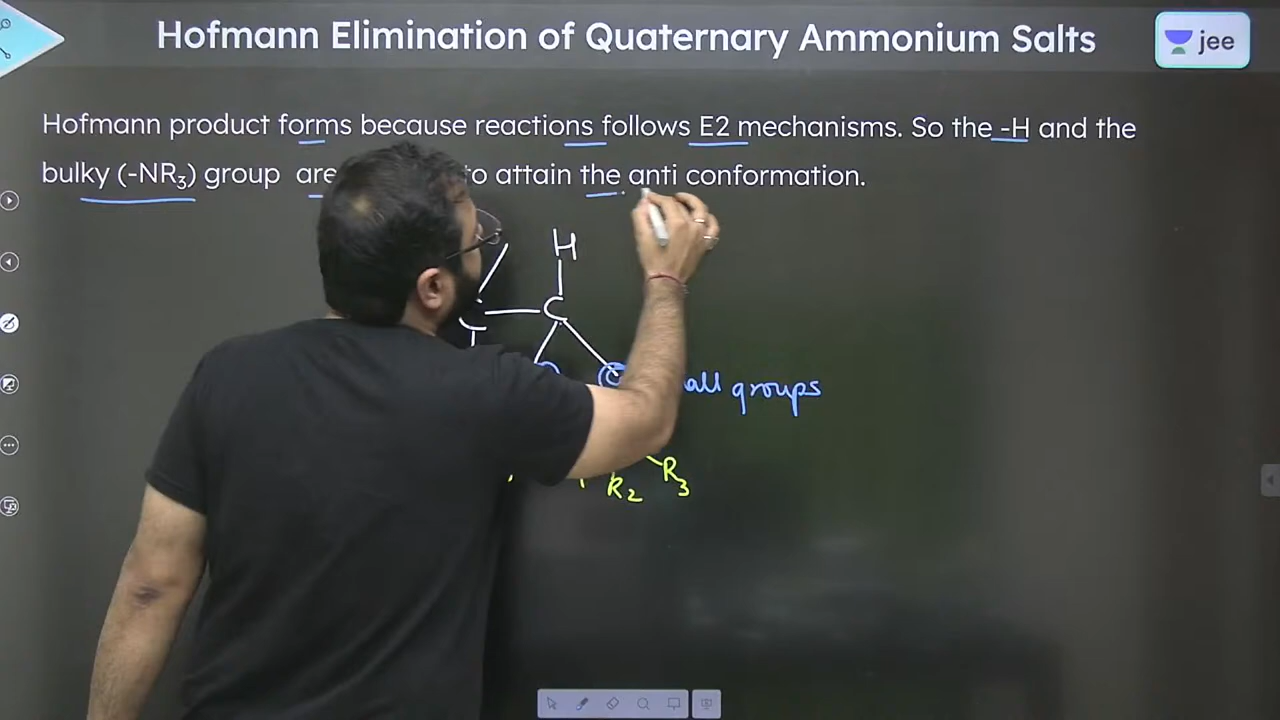 Hofmann Elimination of Quaternary Ammonium Salts
jee
Hofmann product forms because reactions follows E2 mechanisms. So the -H and the
bulky (-NR₃) group are to attain the anti conformation.
H
C C
groups
R₂ R₃